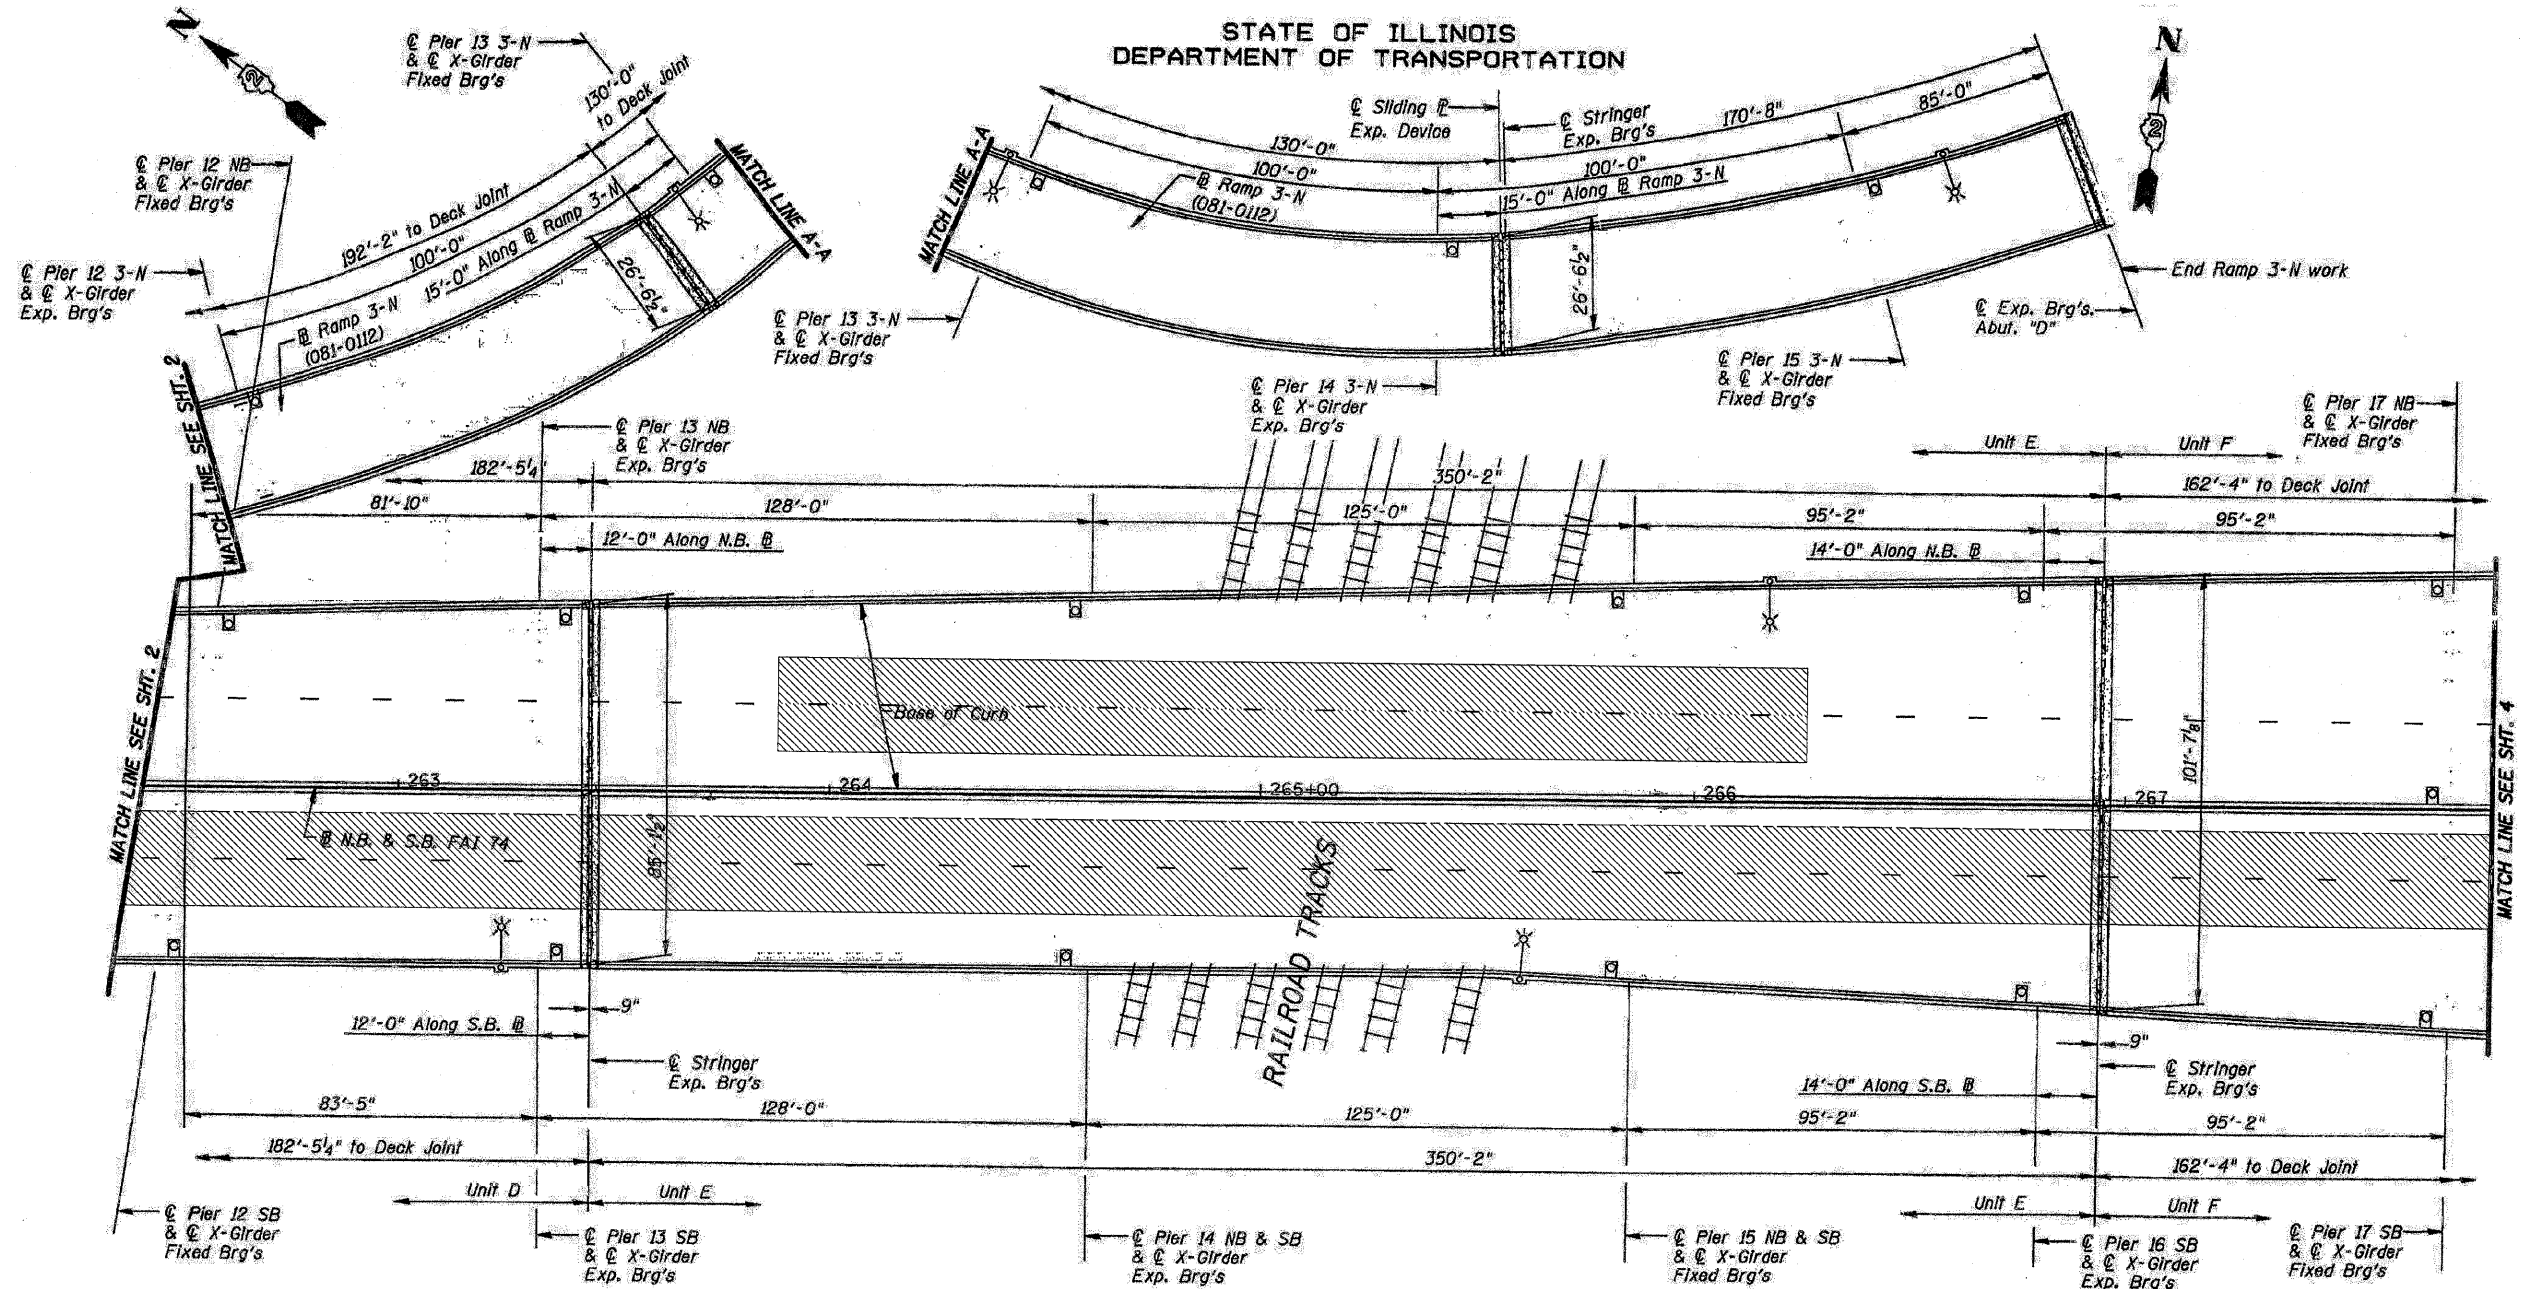 STATE OF ILLINOIS
DEPARTMENT OF TRANSPORTATION
N
2
℄ Pier 13 3-N
& ℄ X-Girder
Fixed Brg's
130'-0"
to Deck Joint
℄ Pier 12 NB
& ℄ X-Girder
Fixed Brg's
℄ Pier 12 3-N
& ℄ X-Girder
Exp. Brg's
192'-2" to Deck Joint
100'-0"
15'-0" Along ℔ Ramp 3-N
℔ Ramp 3-N
(081-0112)
26'-6½"
MATCH LINE A-A
MATCH LINE SEE SHT. 2
MATCH LINE A-A
130'-0"
100'-0"
℔ Ramp 3-N
(081-0112)
℄ Sliding ℙ
Exp. Device
℄ Stringer
Exp. Brg's
170'-8"
85'-0"
100'-0"
15'-0" Along ℔ Ramp 3-N
26'-6½"
N
2
End Ramp 3-N work
℄ Exp. Brg's.
Abut. "D"
℄ Pier 13 3-N
& ℄ X-Girder
Fixed Brg's
℄ Pier 14 3-N
& ℄ X-Girder
Exp. Brg's
℄ Pier 15 3-N
& ℄ X-Girder
Fixed Brg's
℄ Pier 17 NB
& ℄ X-Girder
Fixed Brg's
℄ Pier 13 NB
& ℄ X-Girder
Exp. Brg's
Unit E
Unit F
182'-5¼"
350'-2"
162'-4" to Deck Joint
81'-10"
128'-0"
125'-0"
95'-2"
95'-2"
12'-0" Along N.B. ℔
14'-0" Along N.B. ℔
MATCH LINE
MATCH LINE SEE SHT. 2
Base of Curb
263
264
265+00
266
267
℔ N.B. & S.B. FAI 74
85'-1½"
101'-7⅛"
MATCH LINE SEE SHT. 4
RAILROAD TRACKS
9"
12'-0" Along S.B. ℔
℄ Stringer
Exp. Brg's
9"
14'-0" Along S.B. ℔
℄ Stringer
Exp. Brg's
83'-5"
128'-0"
125'-0"
95'-2"
95'-2"
182'-5¼" to Deck Joint
350'-2"
162'-4" to Deck Joint
Unit D
Unit E
Unit E
Unit F
℄ Pier 12 SB
& ℄ X-Girder
Fixed Brg's
℄ Pier 13 SB
& ℄ X-Girder
Exp. Brg's
℄ Pier 14 NB & SB
& ℄ X-Girder
Exp. Brg's
℄ Pier 15 NB & SB
& ℄ X-Girder
Fixed Brg's
℄ Pier 16 SB
& ℄ X-Girder
Exp. Brg's
℄ Pier 17 SB
& ℄ X-Girder
Fixed Brg's